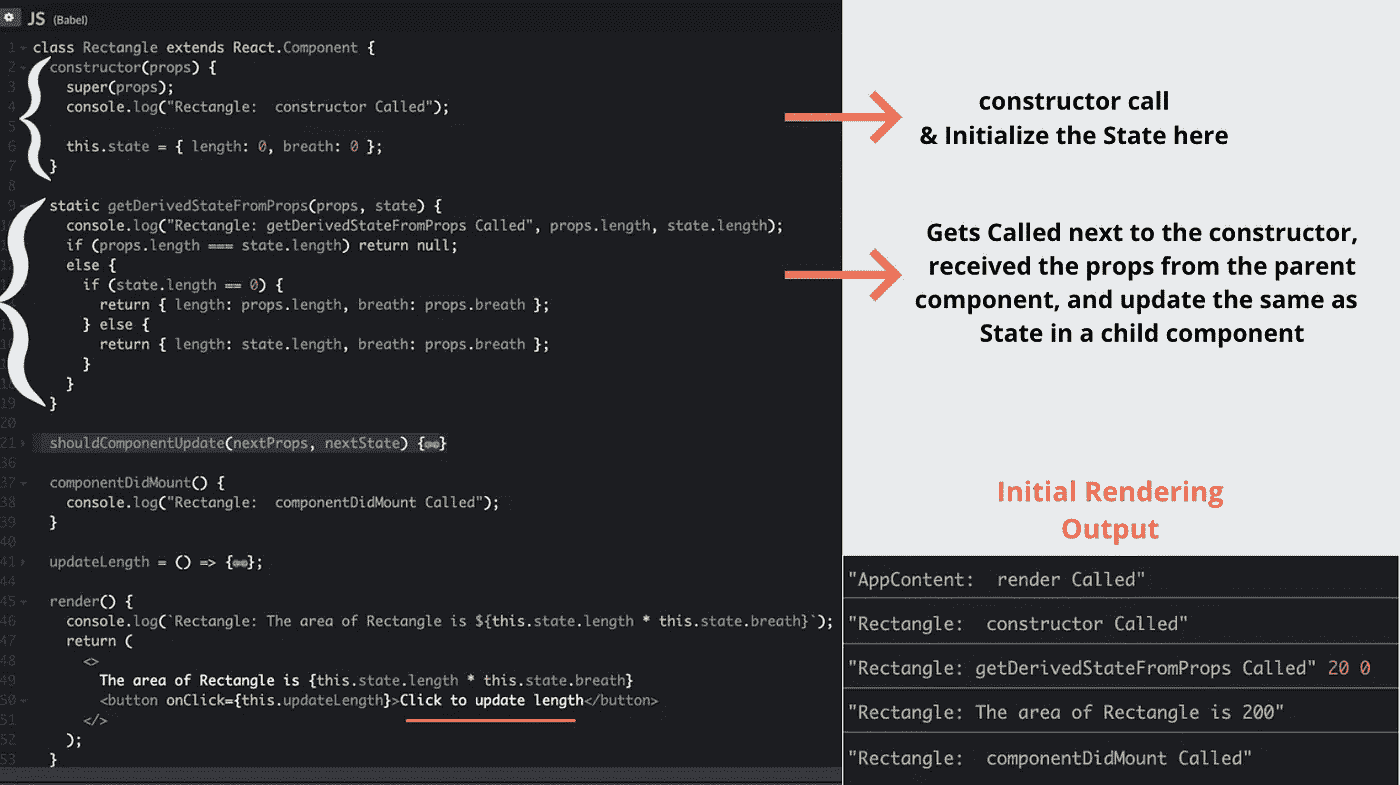 JS (Babel)
1 class Rectangle extends React.Component {
2 constructor(props) {
3 super(props);
4 console.log("Rectangle:  constructor Called");
5
6 this.state = { length: 0, breath: 0 };
7 }
8
9 static getDerivedStateFromProps(props, state) {
console.log("Rectangle: getDerivedStateFromProps Called", props.length, state.length);
if (props.length === state.length) return null;
else {
if (state.length == 0) {
return { length: props.length, breath: props.breath };
} else {
return { length: state.length, breath: props.breath };
}
}
19 }
20
21 shouldComponentUpdate(nextProps, nextState) {↔}
36
37 componentDidMount() {
38 console.log("Rectangle:  componentDidMount Called");
39 }
40
41 updateLength = () => {↔};
44
45 render() {
46 console.log(`Rectangle: The area of Rectangle is ${this.state.length * this.state.breath}`);
47 return (
48 <>
49 The area of Rectangle is {this.state.length * this.state.breath}
50 <button onClick={this.updateLength}>Click to update length</button>
51 </>
52 );
53 }
constructor call
& Initialize the State here
Gets Called next to the constructor,
received the props from the parent
component, and update the same as
State in a child component
Initial Rendering
Output
"AppContent:  render Called"
"Rectangle:  constructor Called"
"Rectangle: getDerivedStateFromProps Called" 20 0
"Rectangle: The area of Rectangle is 200"
"Rectangle:  componentDidMount Called"